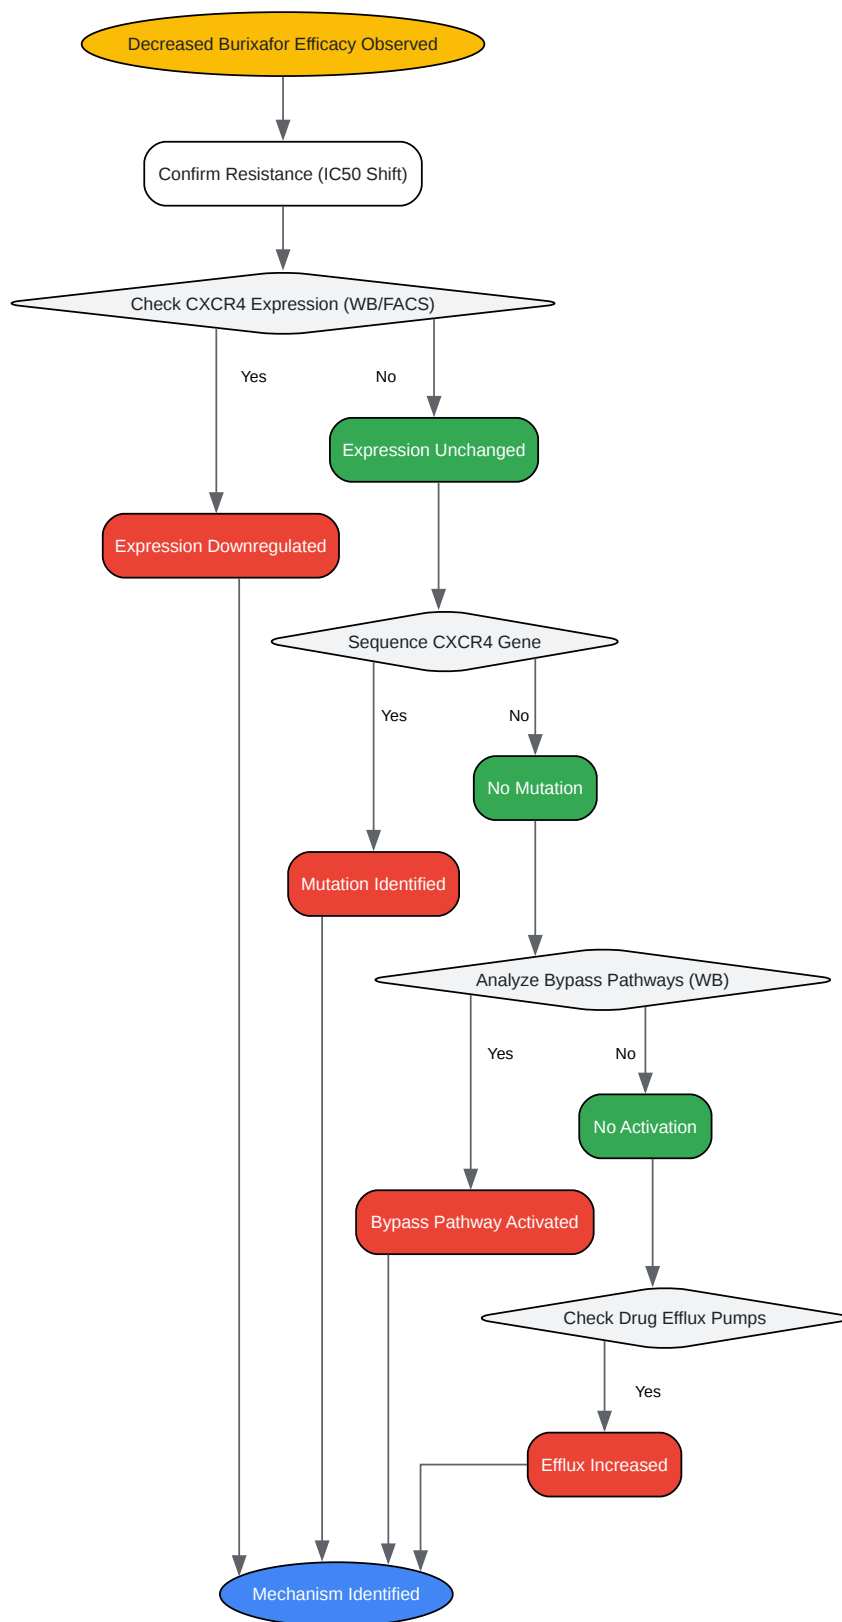 Decreased Burixafor Efficacy Observed
Confirm Resistance (IC50 Shift)
Check CXCR4 Expression (WB/FACS)
Yes
No
Expression Unchanged
Expression Downregulated
Sequence CXCR4 Gene
Yes
No
No Mutation
Mutation Identified
Analyze Bypass Pathways (WB)
Yes
No
No Activation
Bypass Pathway Activated
Check Drug Efflux Pumps
Yes
Efflux Increased
Mechanism Identified